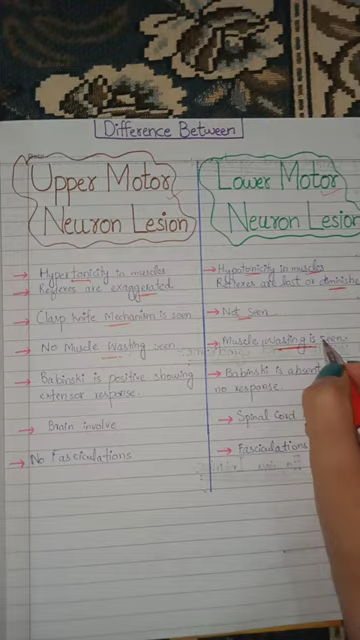 Difference Between
Upper Motor
Neuron Lesion
Lower Motor
Neuron Lesion
→ Hypertonicity in muscles
→ Reflexes are exaggerated
→ Clasp Knife Mechanism is seen
→ No Muscle Wasting seen
→ Babinski is positive showing
extensor response.
→ Brain involve
→ No Fasciculations
→ Hypotonicity in muscles
Reflexes are lost or diminishe
→ Not seen
→ Muscle Wasting is seen
→ Babinski is absent
no response.
→ Spinal Cord
→ Fasciculations